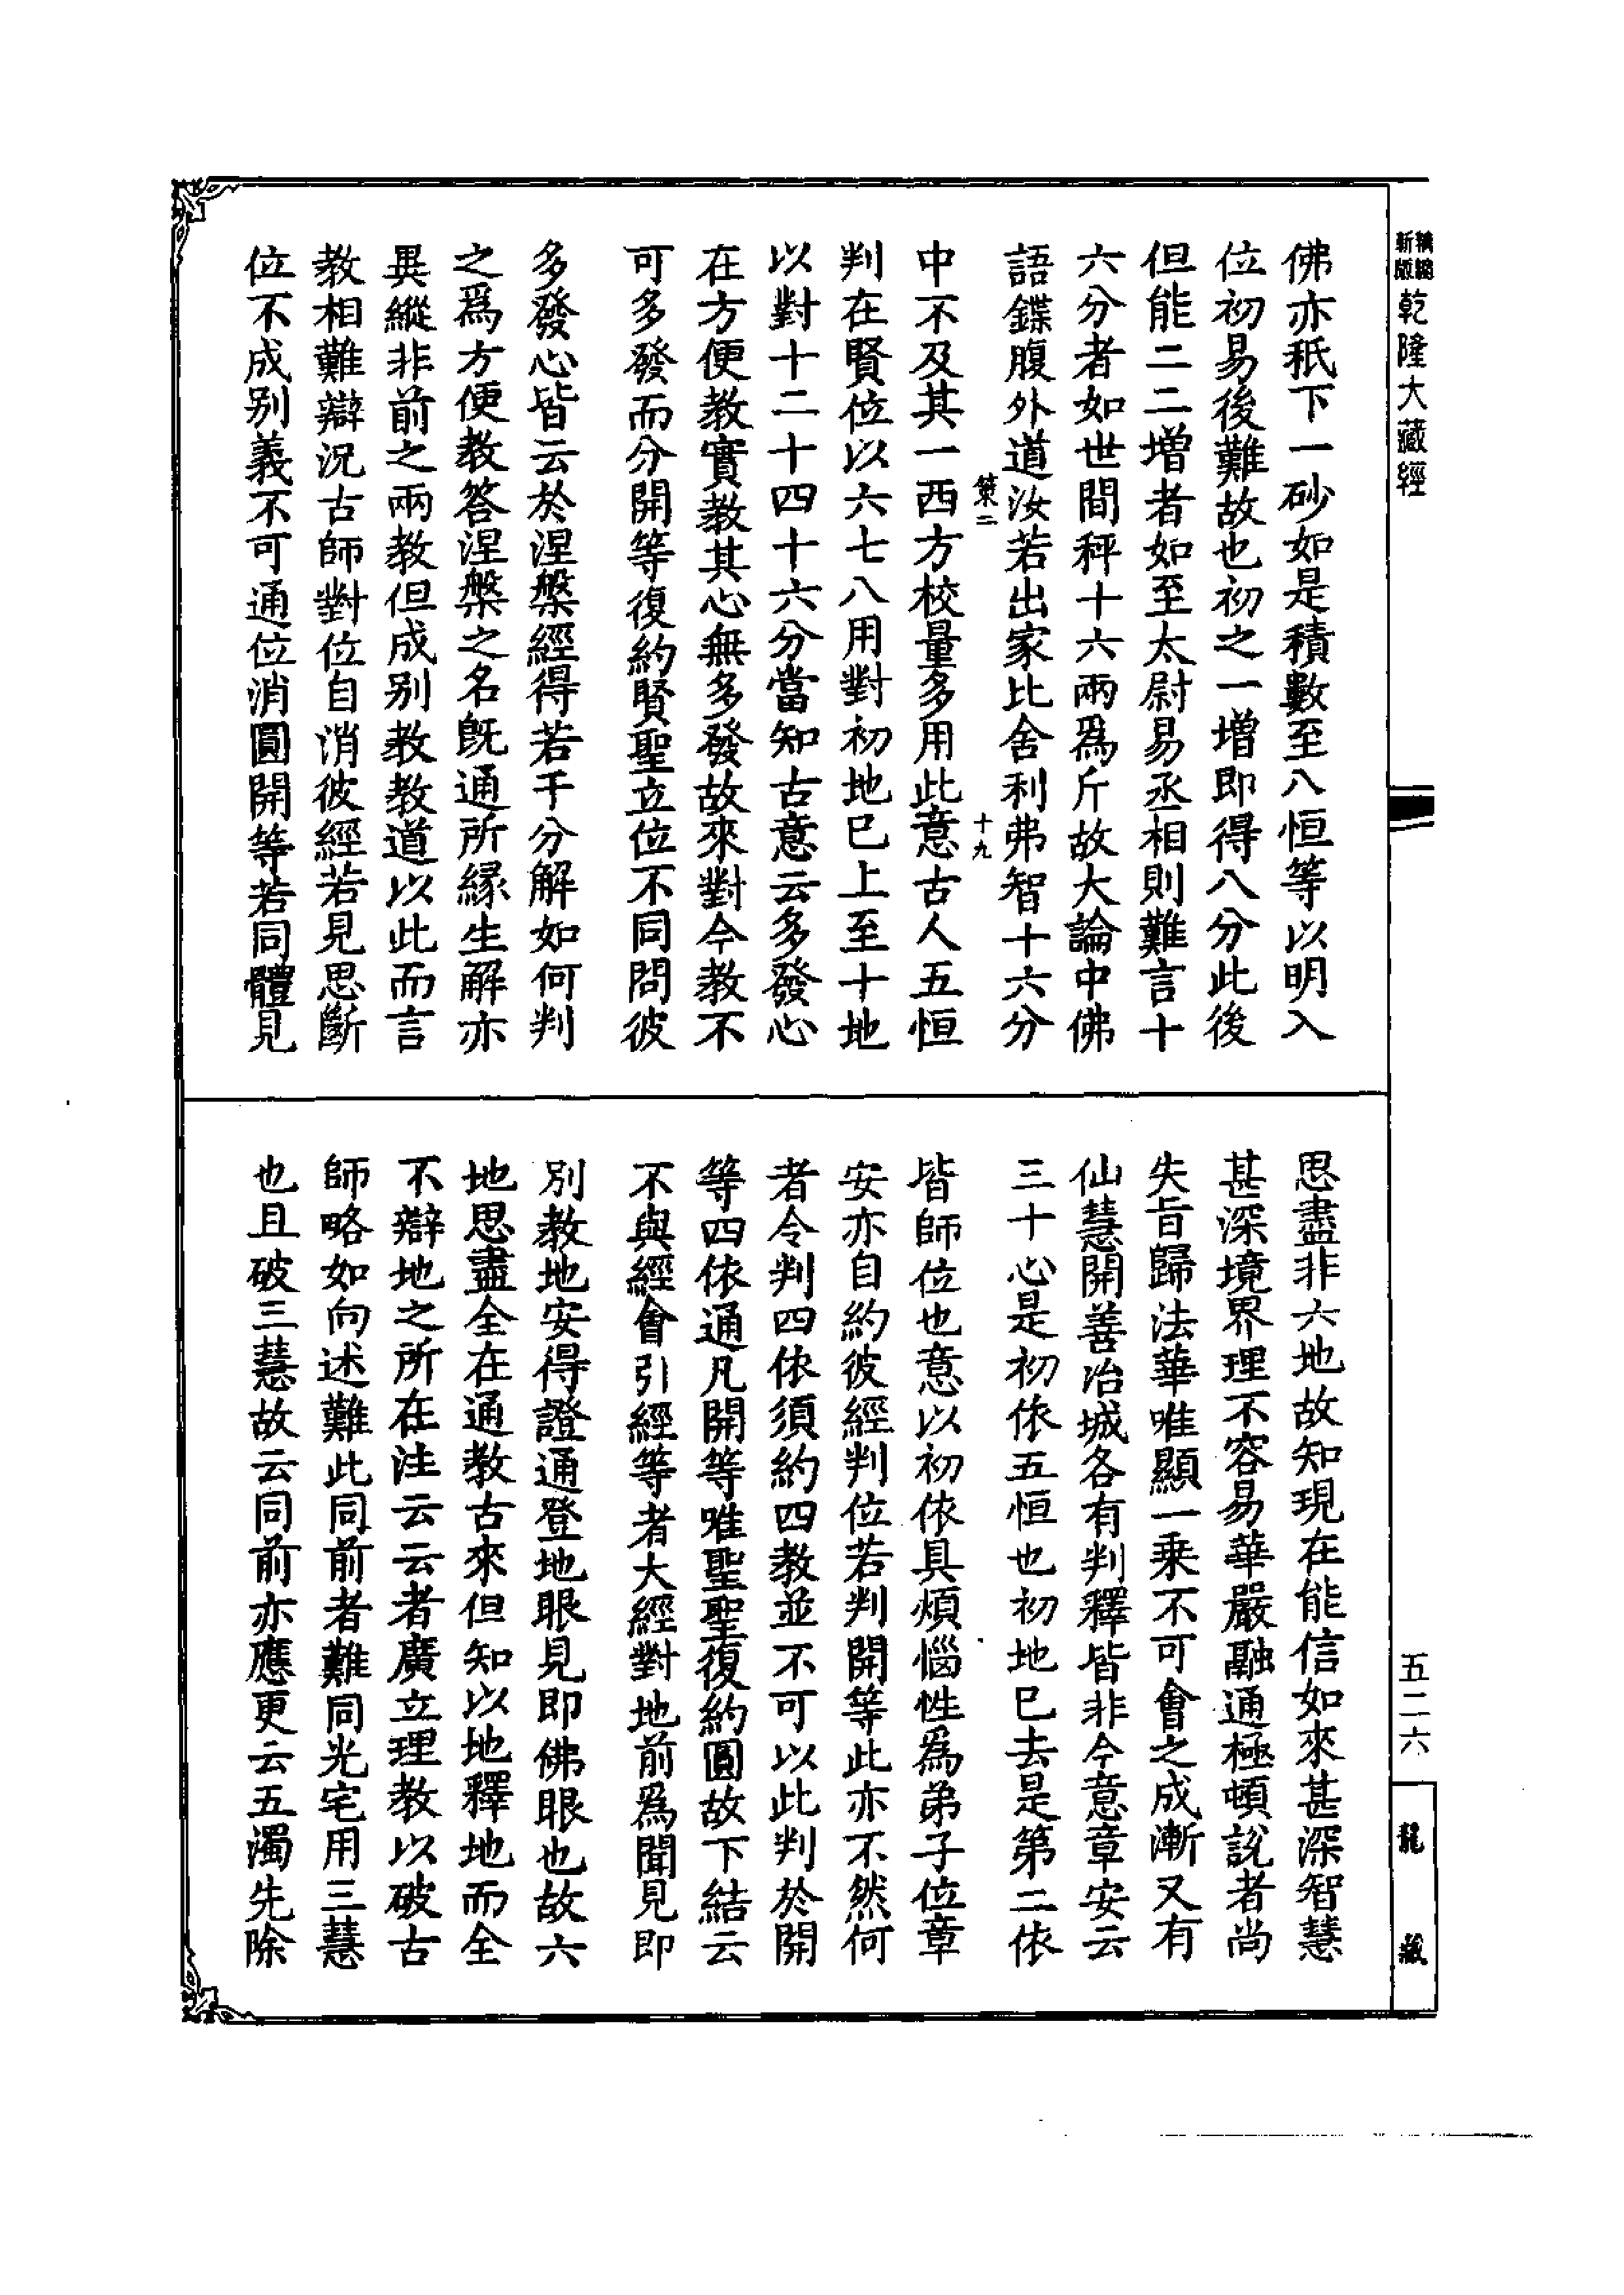 新版
乾隆大藏經
佛亦秖下一砂如是積數至八恒等以明入
位初易後難故也初之一增即得八分此後
但能二二增者如至太尉易丞相則難言十
六分者如世間秤十六兩爲斤故大論中佛
語鍱腹外道汝若出家比舍利弗智十六分
策二
十九
中不及其一西方校量多用此意古人五恒
判在賢位以六七八用對初地已上至十地
以對十二十四十六分當知古意云多發心
在方便教實教其心無多發故來對今教不
可多發而分開等復約賢聖立位不同問彼
多發心皆云於涅槃經得若干分解如何判
之爲方便教答涅槃之名旣通所緣生解亦
異縱非前之兩教但成別教教道以此而言
教相難辯況古師對位自消彼經若見思斷
位不成別義不可通位消圓開等若同體見
思盡非六地故知現在能信如來甚深智慧
甚深境界理不容易華嚴融通極頓說者尚
失旨歸法華唯顯一乘不可會之成漸又有
仙慧開善冶城各有判釋皆非今意章安云
三十心是初依五恒也初地已去是第二依
皆師位也意以初依具煩惱性爲弟子位章
安亦自約彼經判位若判開等此亦不然何
者令判四依須約四教並不可以此判於開
等四依通凡開等唯聖聖復約圓故下結云
不與經會引經等者大經對地前爲聞見即
別教地安得證通登地眼見即佛眼也故六
地思盡全在通教古來但知以地釋地而全
不辯地之所在注云云者廣立理教以破古
師略如向述難此同前者難同光宅用三慧
也且破三慧故云同前亦應更云五濁先除
五二六
龍藏